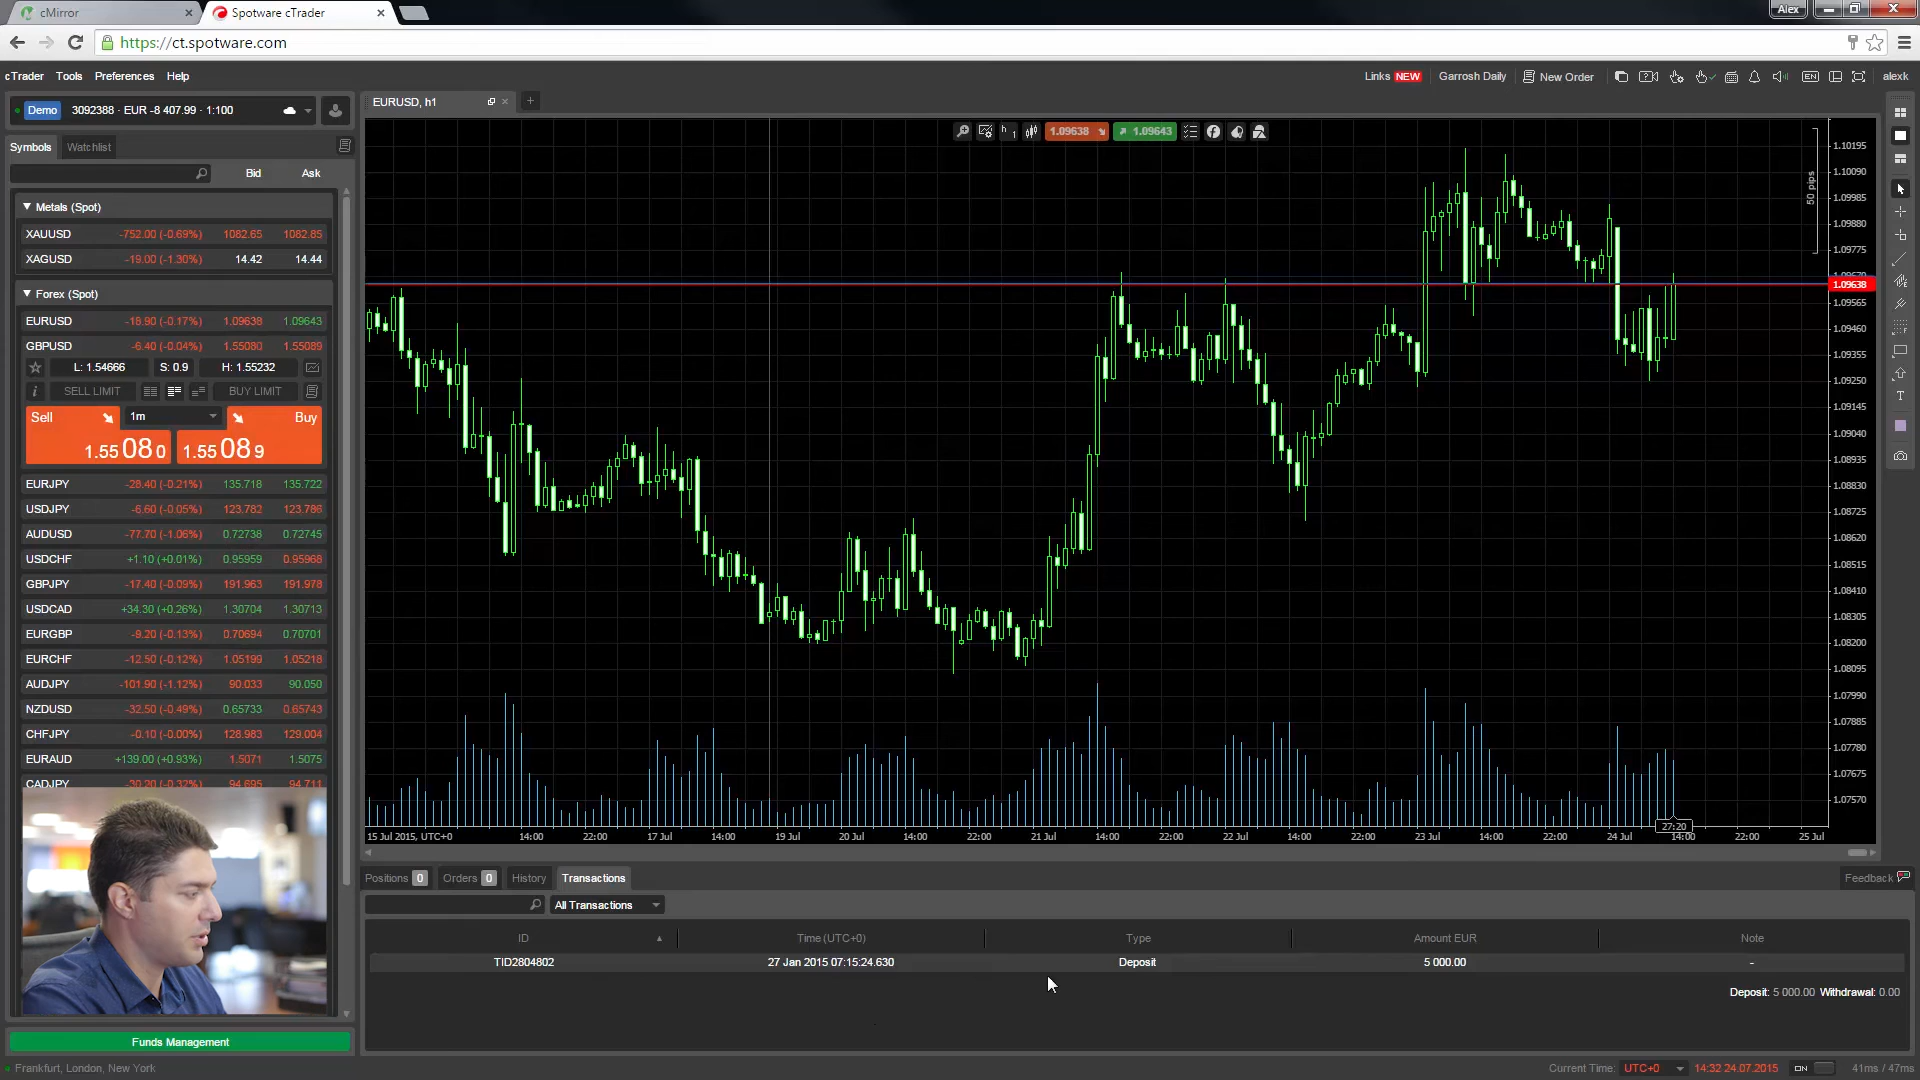 cMirror
Spotware cTrader
Alex
https://ct.spotware.com
cTrader Tools Preferences Help
Links NEW Garrosh Daily New Order EN alexk
Demo 3092388 · EUR -8 407.99 · 1:100
EURUSD, h1
Symbols Watchlist
Bid Ask
Metals (Spot)
XAUUSD -752.00 (-0.69%) 1082.65 1082.85
XAGUSD -19.00 (-1.30%) 14.42 14.44
Forex (Spot)
EURUSD -18.90 (-0.17%) 1.09638 1.09643
GBPUSD -6.40 (-0.04%) 1.55080 1.55089
L: 1.54666 S: 0.9 H: 1.55232
SELL LIMIT BUY LIMIT
Sell 1m Buy
1.55 08 0 1.55 08 9
EURJPY -28.40 (-0.21%) 135.718 135.722
USDJPY -6.60 (-0.05%) 123.782 123.786
AUDUSD -77.70 (-1.06%) 0.72738 0.72745
USDCHF +1.10 (+0.01%) 0.95959 0.95968
GBPJPY -17.40 (-0.09%) 191.963 191.978
USDCAD +34.30 (+0.26%) 1.30704 1.30713
EURGBP -9.20 (-0.13%) 0.70694 0.70701
EURCHF -12.50 (-0.12%) 1.05199 1.05218
AUDJPY -101.90 (-1.12%) 90.033 90.050
NZDUSD -32.50 (-0.49%) 0.65733 0.65743
CHFJPY -0.10 (-0.00%) 128.983 129.004
EURAUD +139.00 (+0.93%) 1.5071 1.5075
CADJPY -30.20 (-0.32%) 94.695 94.711
Funds Management
Frankfurt, London, New York
h 1 1.09638 1.09643
50 pips
1.10195
1.10090
1.09985
1.09880
1.09775
1.09670
1.09638
1.09565
1.09460
1.09355
1.09250
1.09145
1.09040
1.08935
1.08830
1.08725
1.08620
1.08515
1.08410
1.08305
1.08200
1.08095
1.07990
1.07885
1.07780
1.07675
1.07570
27:20
15 Jul 2015, UTC+0 14:00 22:00 17 Jul 14:00 19 Jul 20 Jul 14:00 22:00 21 Jul 14:00 22:00 22 Jul 14:00 22:00 23 Jul 14:00 22:00 24 Jul 14:00 22:00 25 Jul
T
Positions 0 Orders 0 History Transactions Feedback
All Transactions
ID Time (UTC+0) Type Amount EUR Note
TID2804802 27 Jan 2015 07:15:24.630 Deposit 5 000.00 -
Deposit: 5 000.00 Withdrawal: 0.00
Current Time: UTC+0 14:32 24.07.2015 ON 41ms / 47ms